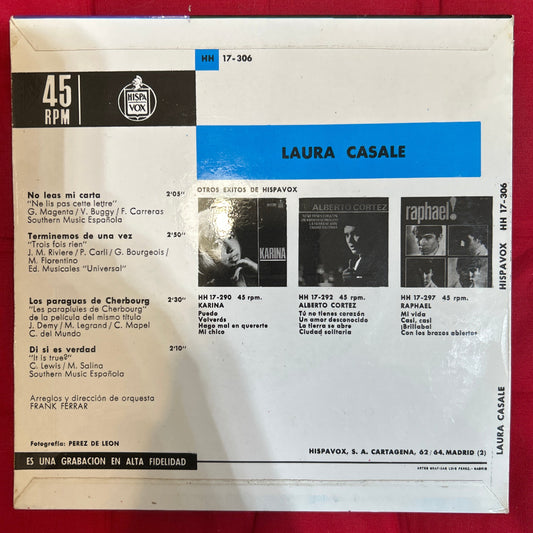 HH 17-306
45
RPM
HISPA
VOX
LAURA CASALE
No leas mi carta 2'05"
"Ne lis pas cette lettre"
G. Magenta / V. Buggy / F. Carreras
Southern Music Española
Terminemos de una vez 2'50"
"Trois fois rien"
J. M. Riviere / P. Carli / G. Bourgeois /
M. Florentino
Ed. Musicales "Universal"
Los paraguas de Cherbourg 2'30"
"Les parapluies de Cherbourg"
de la película del mismo título
J. Demy / M. Legrand / C. Mapel
C. del Mundo
Di si es verdad 2'10"
"It is true?"
C. Lewis / M. Salina
Southern Music Española
Arreglos y dirección de orquesta
FRANK FERRAR
Fotografía: PEREZ DE LEON
ES UNA GRABACION EN ALTA FIDELIDAD
OTROS EXITOS DE HISPAVOX
KARINA
ALBERTO CORTEZ
raphael!
HH 17-290 45 rpm.
KARINA
Puedo
Volverás
Hago mal en quererte
Mi chico
HH 17-292 45 rpm.
ALBERTO CORTEZ
Tú no tienes corazón
Un amor desconocido
La tierra se abre
Ciudad solitaria
HH 17-297 45 rpm.
RAPHAEL
Mi vida
Casi, casi
¡Brillaba!
Con los brazos abiertos
HISPAVOX, S. A. CARTAGENA, 62 / 64. MADRID (2)
LAURA CASALE HISPAVOX HH 17-306